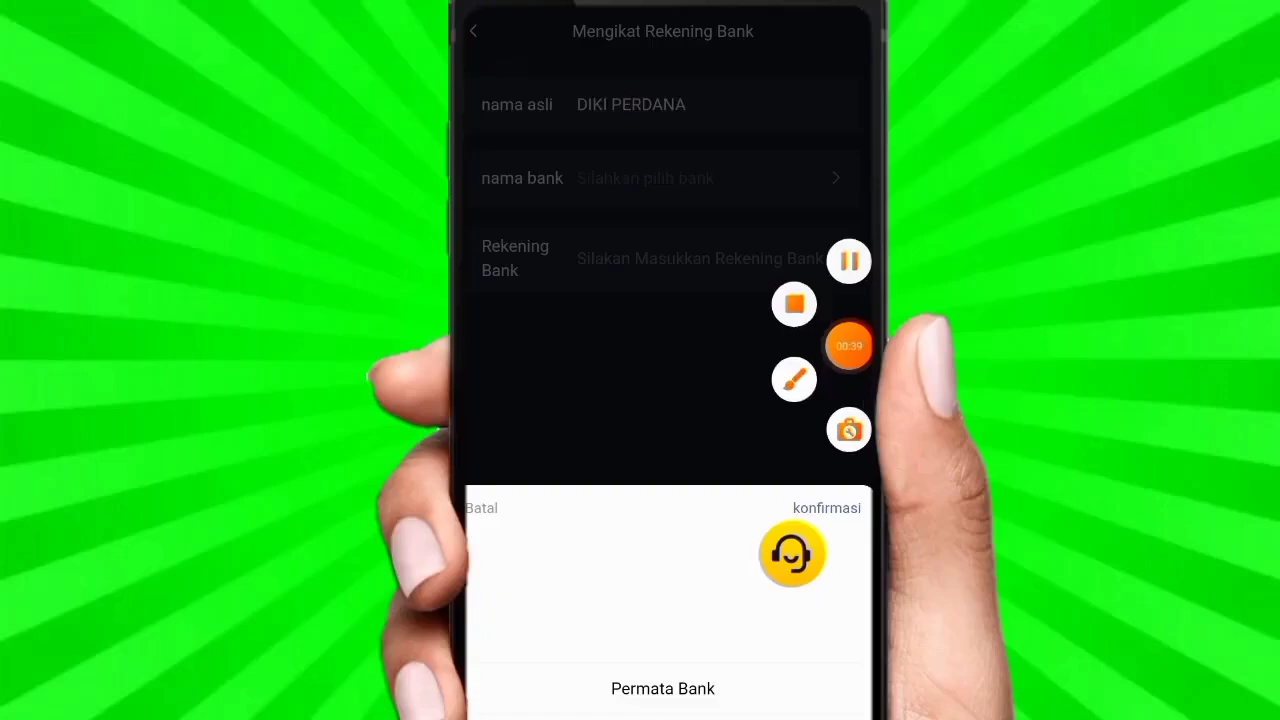 Mengikat Rekening Bank
nama asli DIKI PERDANA
nama bank Silahkan pilih bank
Rekening
Bank
Silakan Masukkan Rekening Bank
00:39
Batal konfirmasi
Permata Bank